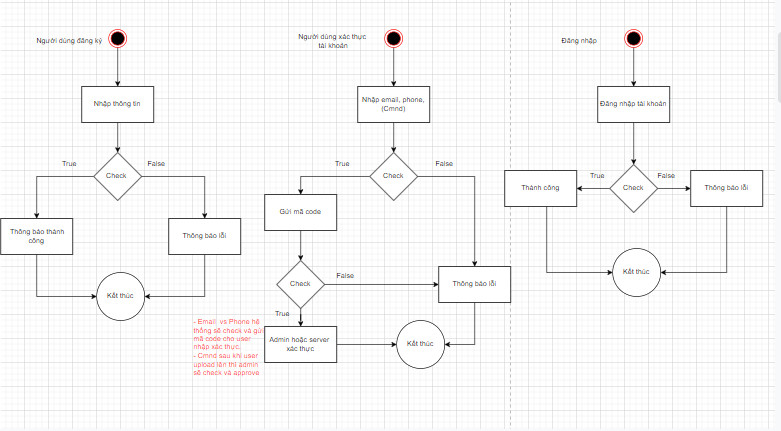 Người dùng đăng ký
Nhập thông tin
Check
True
False
Thông báo thành
công
Thông báo lỗi
Kết thúc
Người dùng xác thực
tài khoản
Nhập email, phone,
(Cmnd)
Check
True
False
Gửi mã code
Check
False
True
Thông báo lỗi
Admin hoặc server
xác thực
Kết thúc
- Email vs Phone hệ
thống sẽ check và gửi
mã code cho user
nhập xác thực.
- Cmnd sau khi user
upload lên thì admin
sẽ check và approve
Đăng nhập
Đăng nhập tài khoản
Check
True
False
Thành công
Thông báo lỗi
Kết thúc